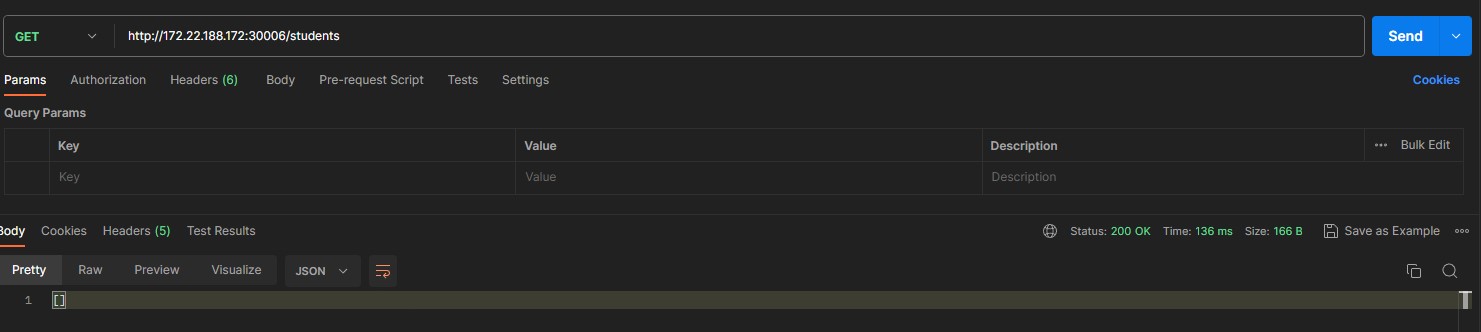 GET http://172.22.188.172:30006/students Send
Params Authorization Headers (6) Body Pre-request Script Tests Settings Cookies
Query Params
Key Value Description ••• Bulk Edit
Key Value Description
Body Cookies Headers (5) Test Results Status: 200 OK Time: 136 ms Size: 166 B Save as Example •••
Pretty Raw Preview Visualize JSON
1 []